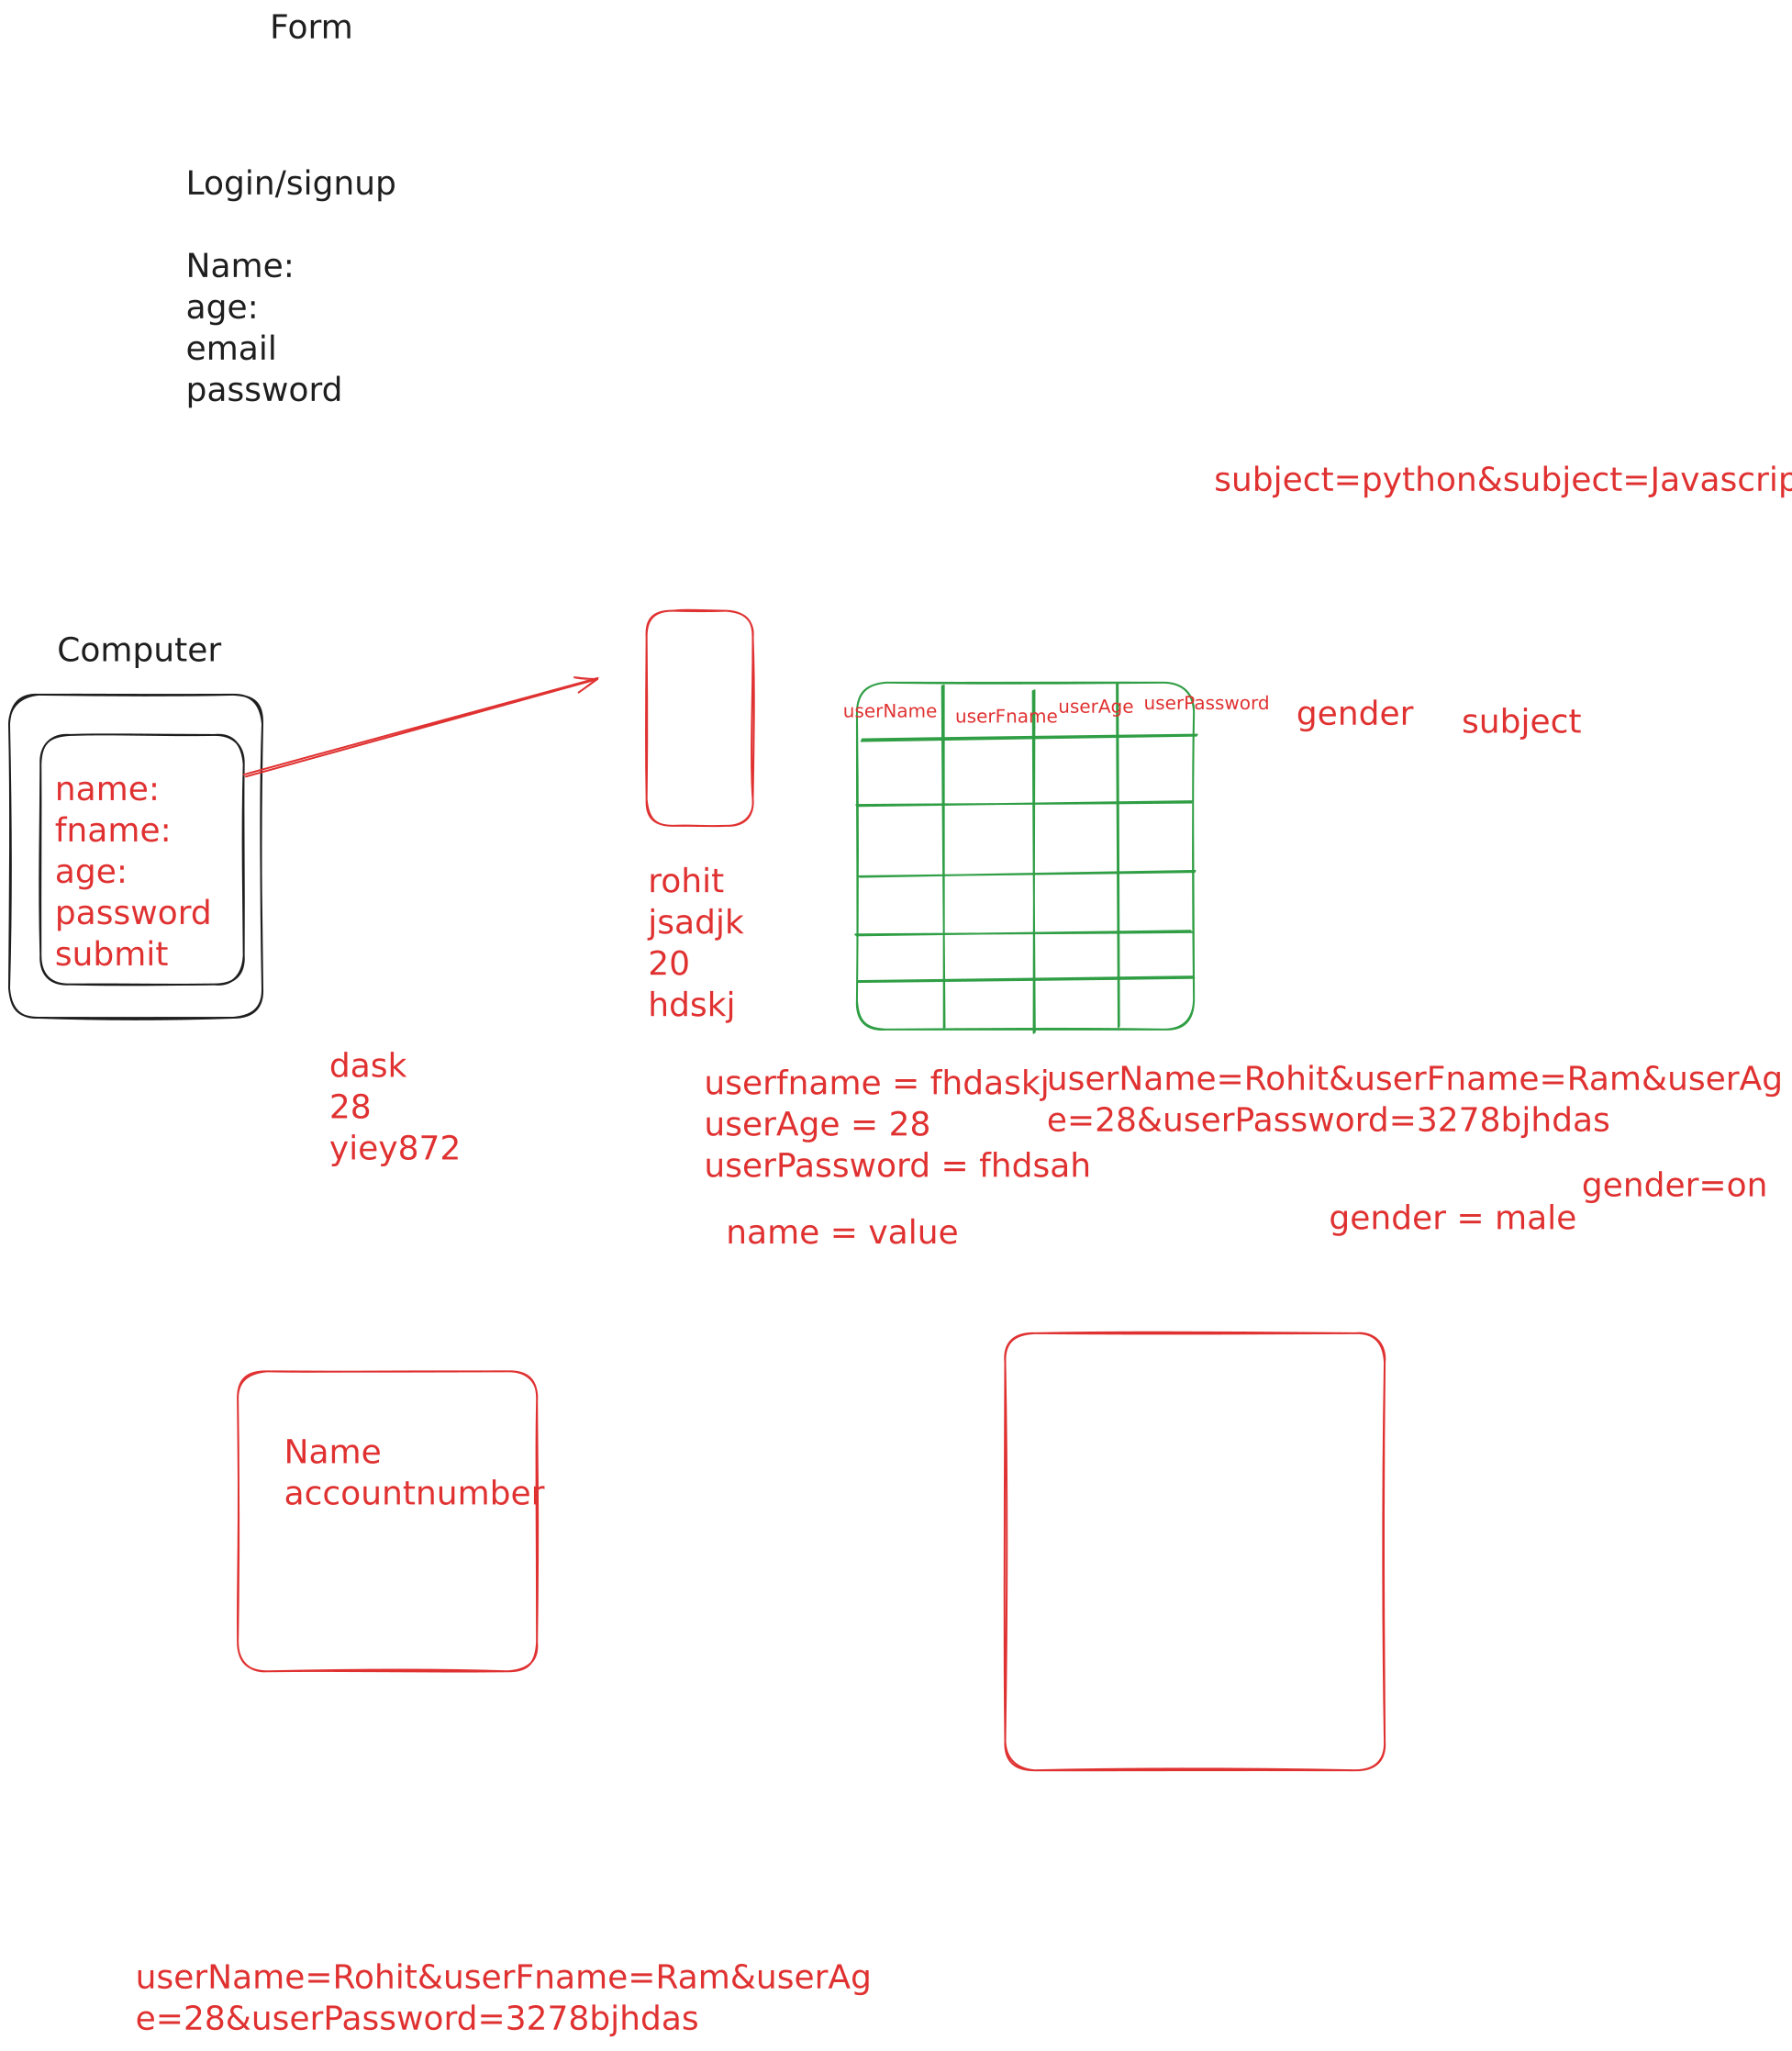 Form
Login/signup
Name:
age:
email
password
subject=python&subject=Javascrip
Computer
name:
fname:
age:
password
submit
userName
userFname
userAge
userPassword
gender
subject
rohit
jsadjk
20
hdskj
dask
28
yiey872
userfname = fhdaskj
userAge = 28
userPassword = fhdsah
userName=Rohit&userFname=Ram&userAg
e=28&userPassword=3278bjhdas
gender=on
gender = male
name = value
Name
accountnumber
userName=Rohit&userFname=Ram&userAg
e=28&userPassword=3278bjhdas